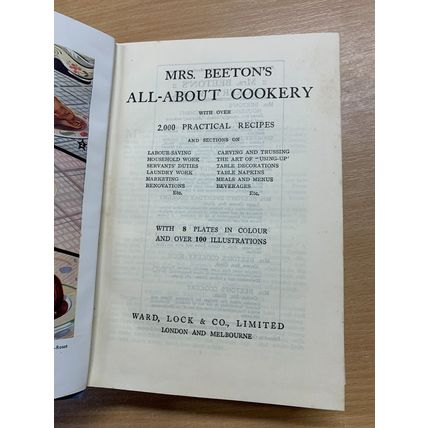 MRS. BEETON'S
ALL-ABOUT COOKERY
WITH OVER
2,000 PRACTICAL RECIPES
AND SECTIONS ON
LABOUR-SAVING
HOUSEHOLD WORK
SERVANTS' DUTIES
LAUNDRY WORK
MARKETING
RENOVATIONS
Etc.
CARVING AND TRUSSING
THE ART OF "USING-UP"
TABLE DECORATIONS
TABLE NAPKINS
MEALS AND MENUS
BEVERAGES
Etc.
WITH 8 PLATES IN COLOUR
AND OVER 100 ILLUSTRATIONS
WARD, LOCK & CO., LIMITED
LONDON AND MELBOURNE